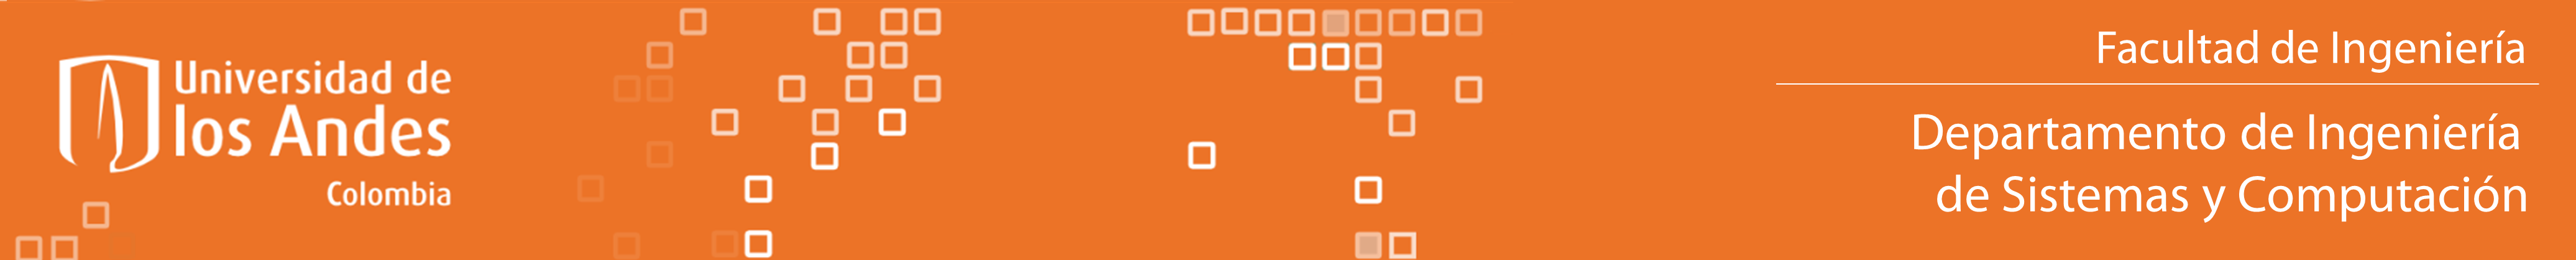 Universidad de
los Andes
Colombia
Facultad de Ingeniería
Departamento de Ingeniería
de Sistemas y Computación